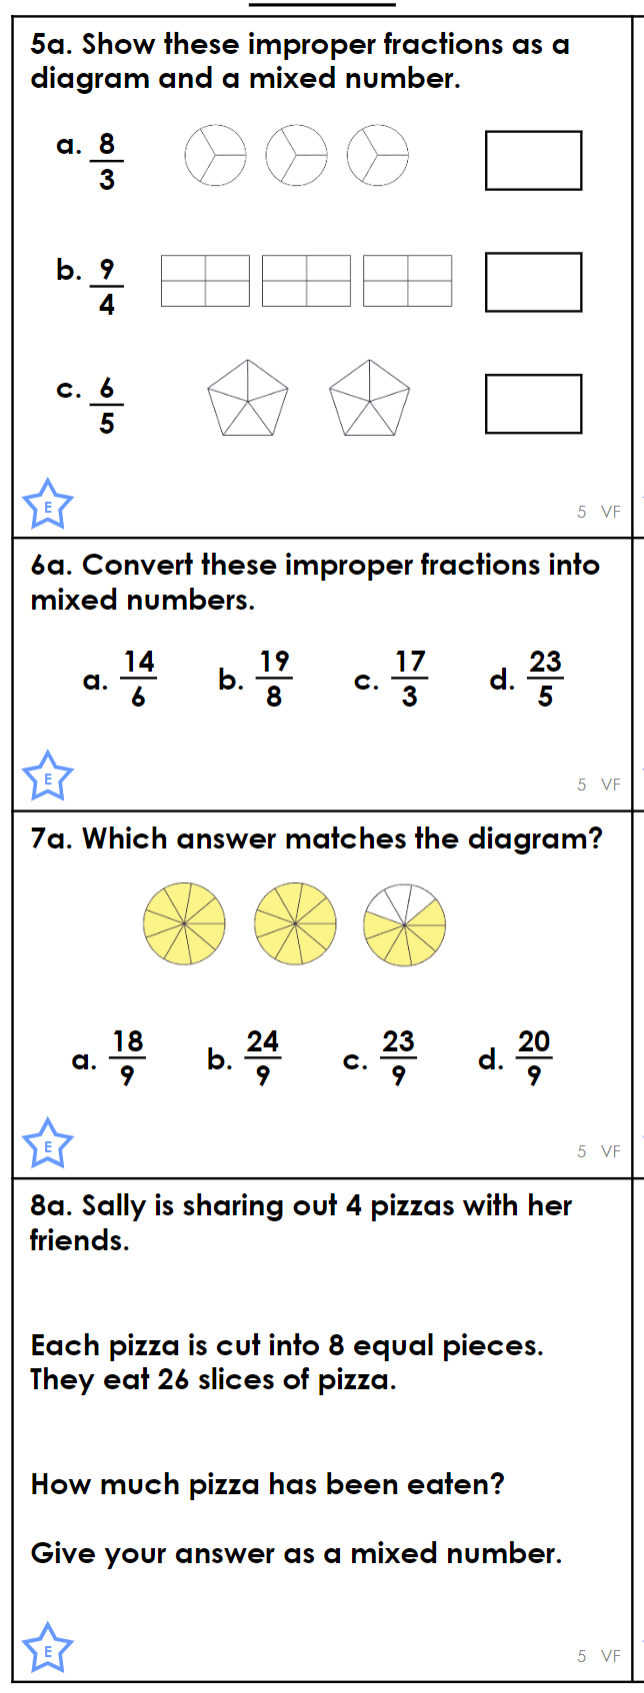 5a. Show these improper fractions as a
diagram and a mixed number.
a. 8/3
b. 9/4
c. 6/5
E
5 VF
6a. Convert these improper fractions into
mixed numbers.
a. 14/6 b. 19/8 c. 17/3 d. 23/5
E
5 VF
7a. Which answer matches the diagram?
a. 18/9 b. 24/9 c. 23/9 d. 20/9
E
5 VF
8a. Sally is sharing out 4 pizzas with her
friends.
Each pizza is cut into 8 equal pieces.
They eat 26 slices of pizza.
How much pizza has been eaten?
Give your answer as a mixed number.
E
5 VF